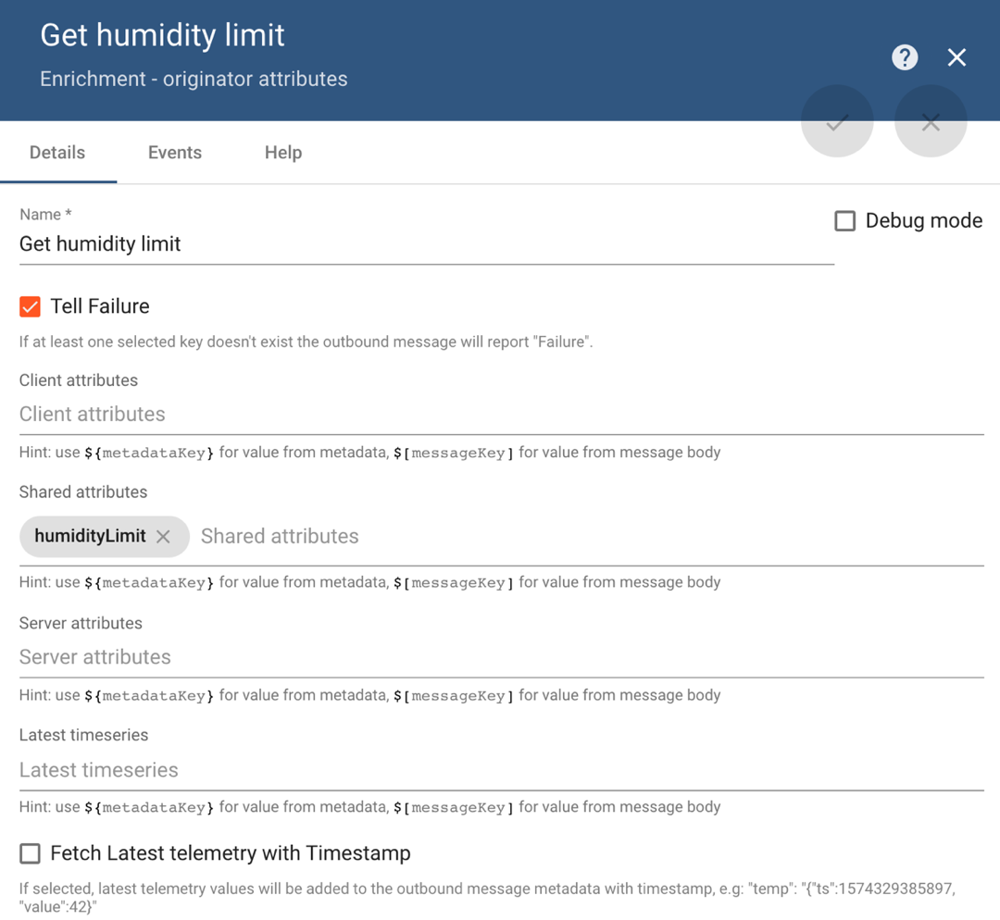 Get humidity limit
Enrichment - originator attributes
?
Details
Events
Help
Name *
Get humidity limit
Debug mode
Tell Failure
If at least one selected key doesn't exist the outbound message will report "Failure".
Client attributes
Client attributes
Hint: use ${metadataKey} for value from metadata, $[messageKey] for value from message body
Shared attributes
humidityLimit
Shared attributes
Hint: use ${metadataKey} for value from metadata, $[messageKey] for value from message body
Server attributes
Server attributes
Hint: use ${metadataKey} for value from metadata, $[messageKey] for value from message body
Latest timeseries
Latest timeseries
Hint: use ${metadataKey} for value from metadata, $[messageKey] for value from message body
Fetch Latest telemetry with Timestamp
If selected, latest telemetry values will be added to the outbound message metadata with timestamp, e.g: "temp": "{"ts":1574329385897,
"value":42}"